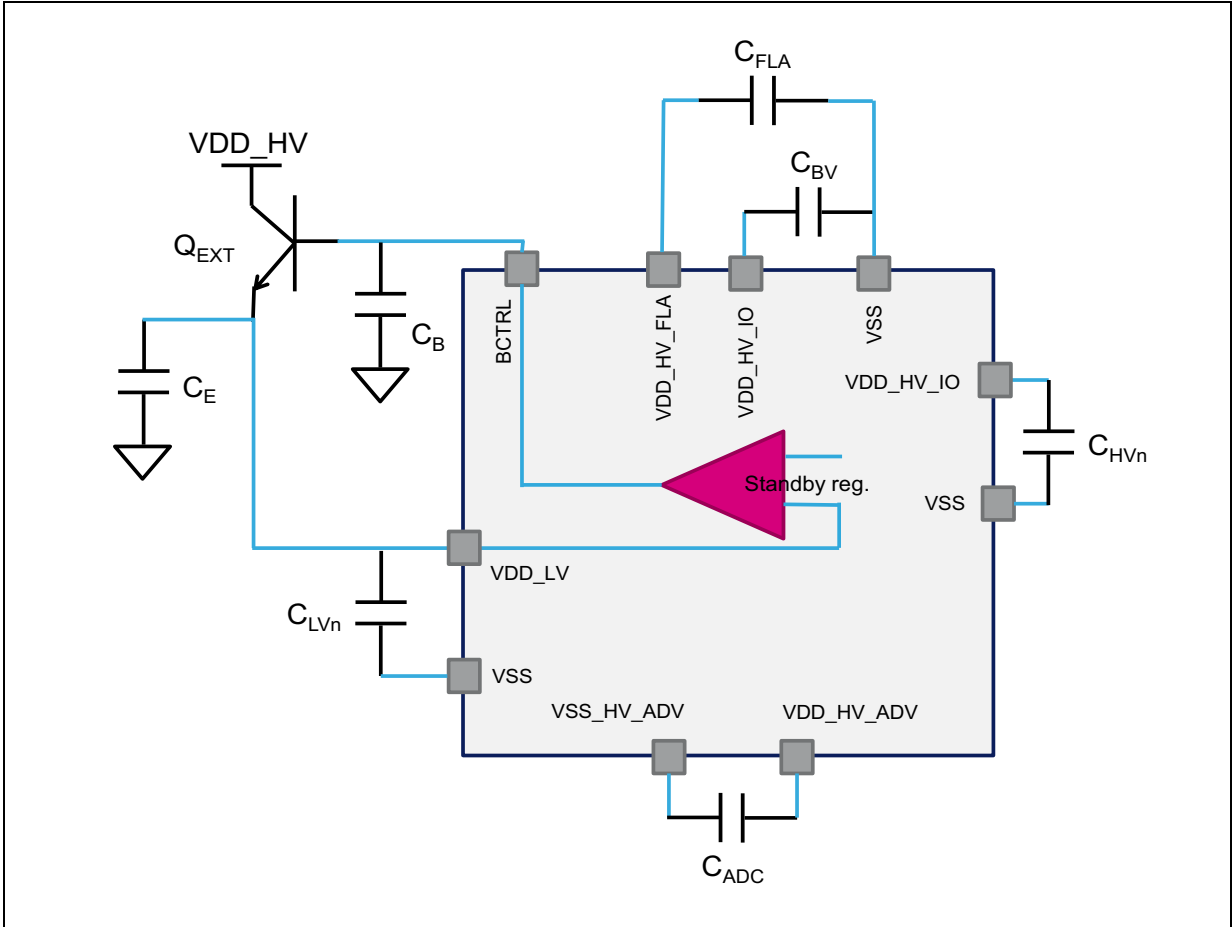 C_FLA
VDD_HV
C_BV
Q_EXT
BCTRL
VDD_HV_FLA
VDD_HV_IO
VSS
C_B
C_E
VDD_HV_IO
C_HVn
VSS
Standby reg.
VDD_LV
C_LVn
VSS
VSS_HV_ADV
VDD_HV_ADV
C_ADC